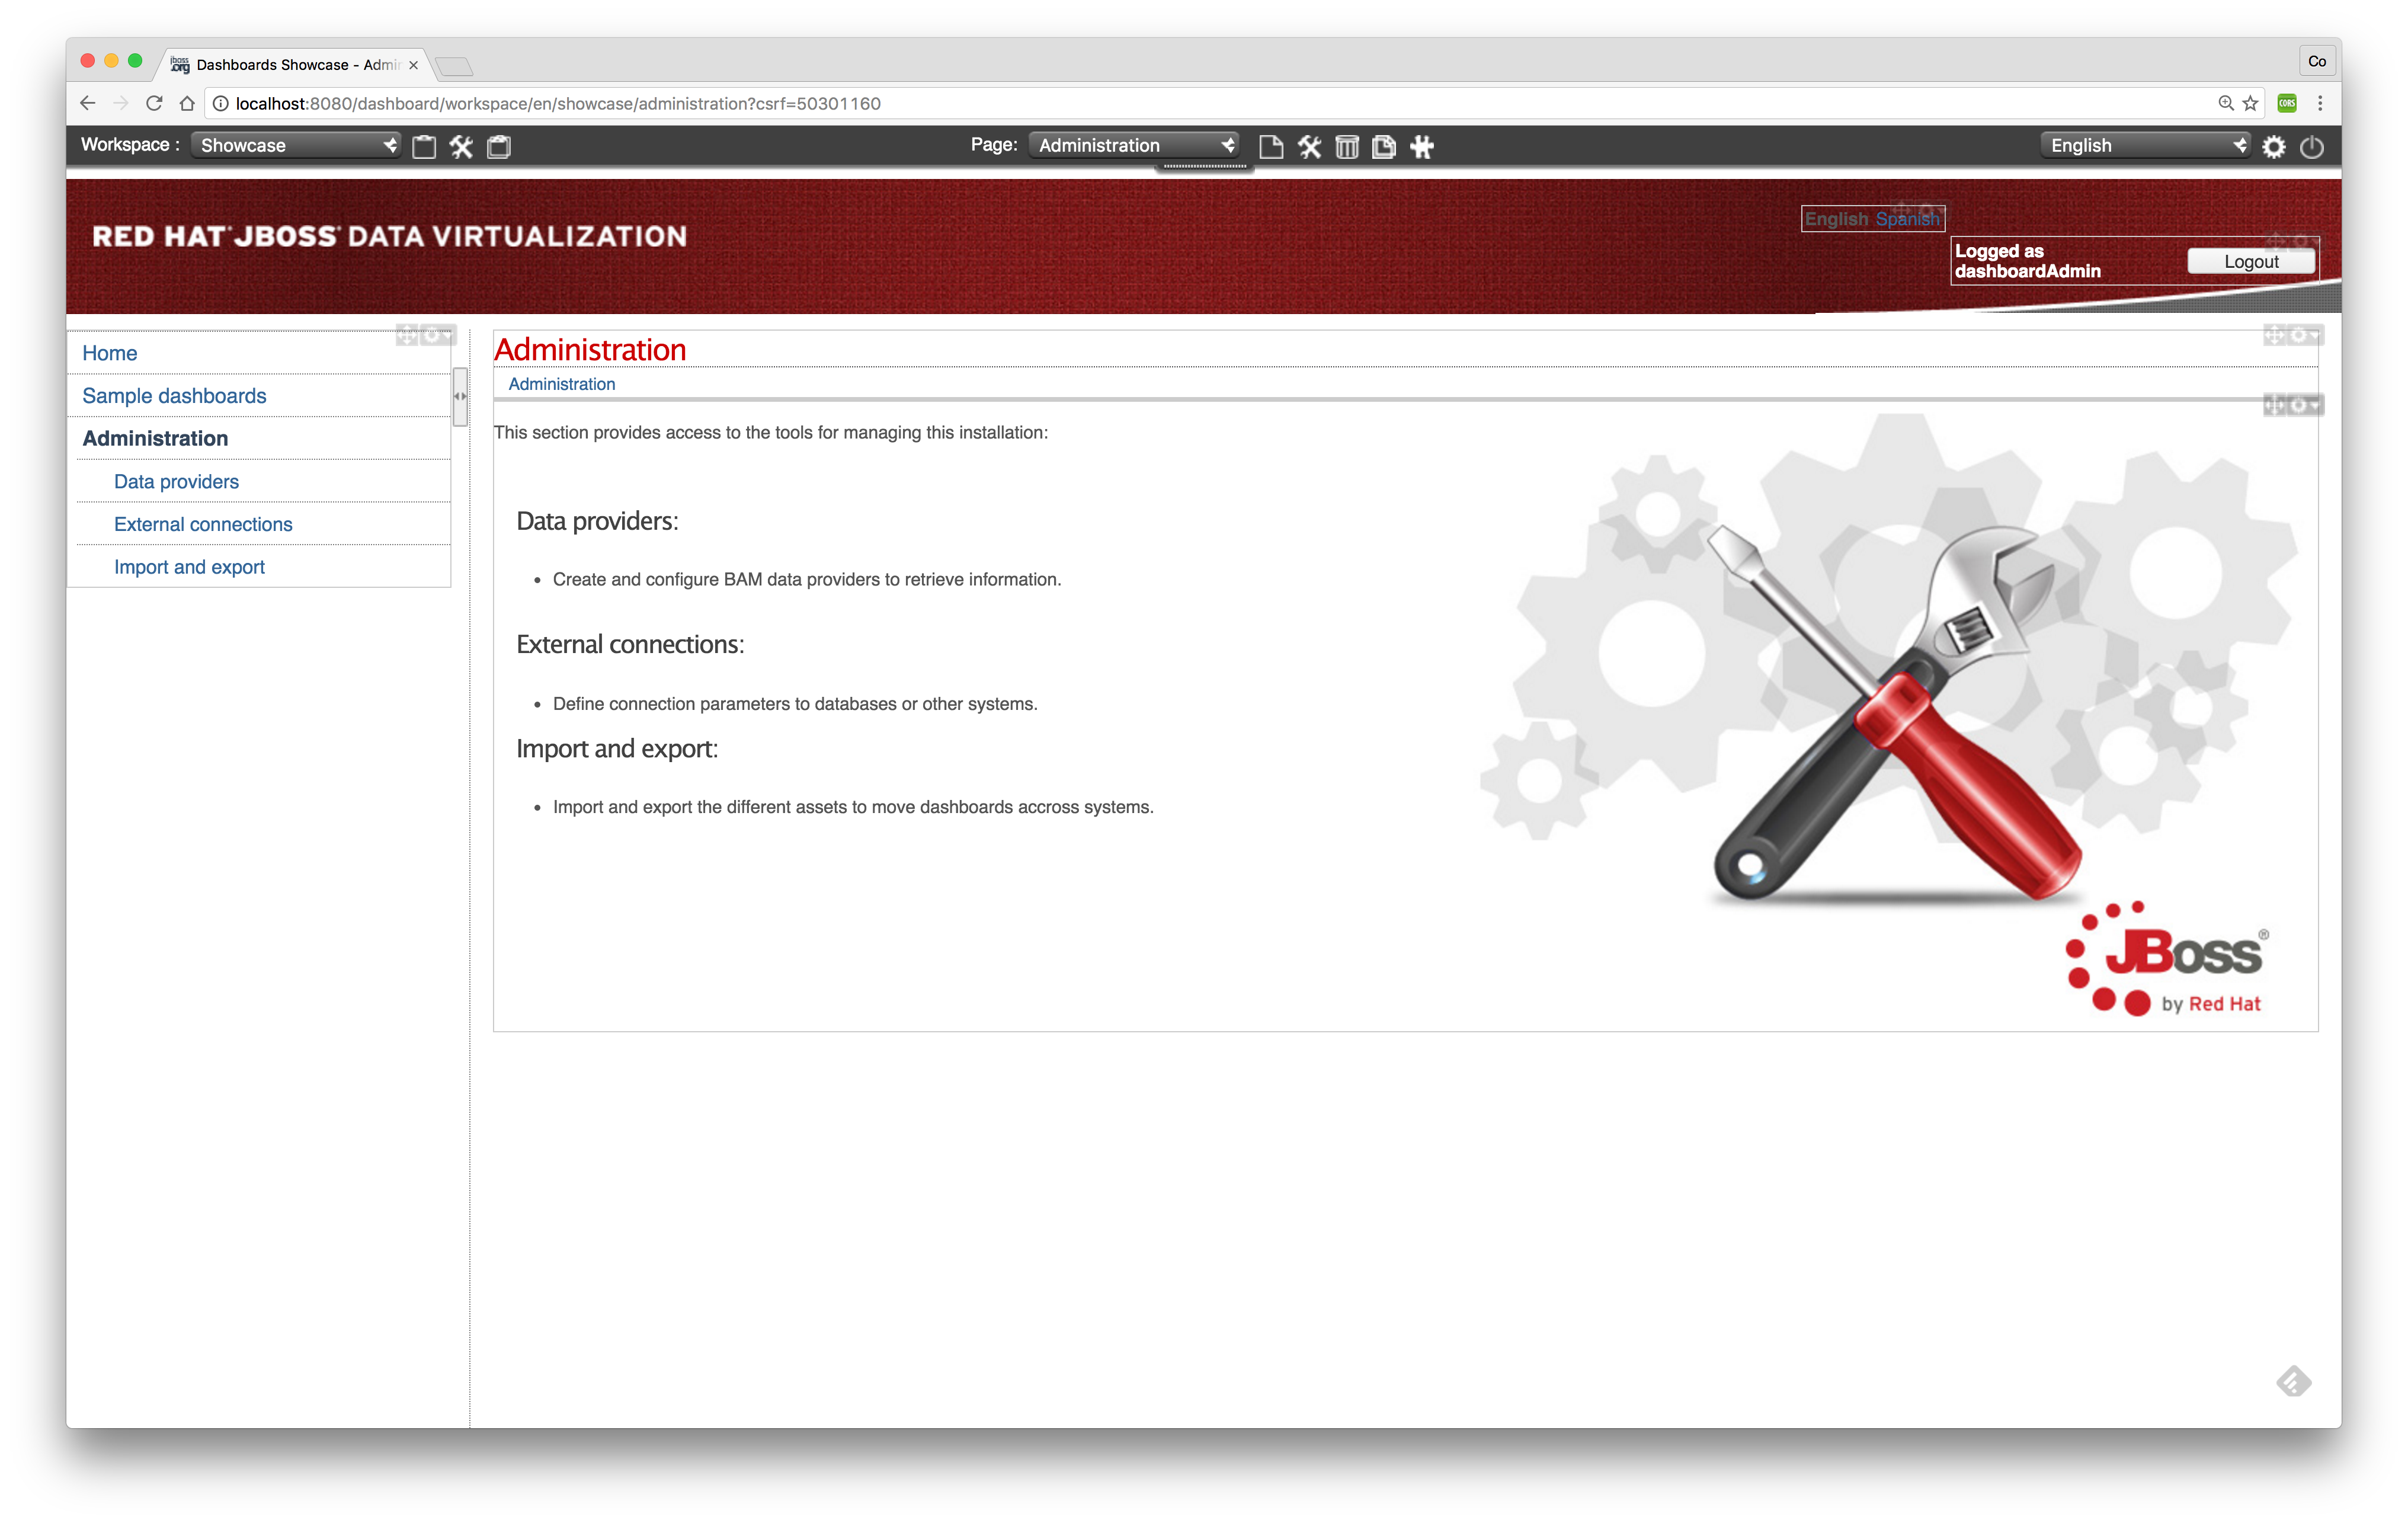 jboss.org
Dashboards Showcase - Admi
Co
localhost:8080/dashboard/workspace/en/showcase/administration?csrf=50301160
CORS
Workspace :
Showcase
Page:
Administration
English
RED HAT® JBOSS® DATA VIRTUALIZATION
English Spanish
Logged as
dashboardAdmin
Logout
Home
Sample dashboards
Administration
Data providers
External connections
Import and export
Administration
Administration
This section provides access to the tools for managing this installation:
Data providers:
• Create and configure BAM data providers to retrieve information.
External connections:
• Define connection parameters to databases or other systems.
Import and export:
• Import and export the different assets to move dashboards accross systems.
JBoss®
by Red Hat